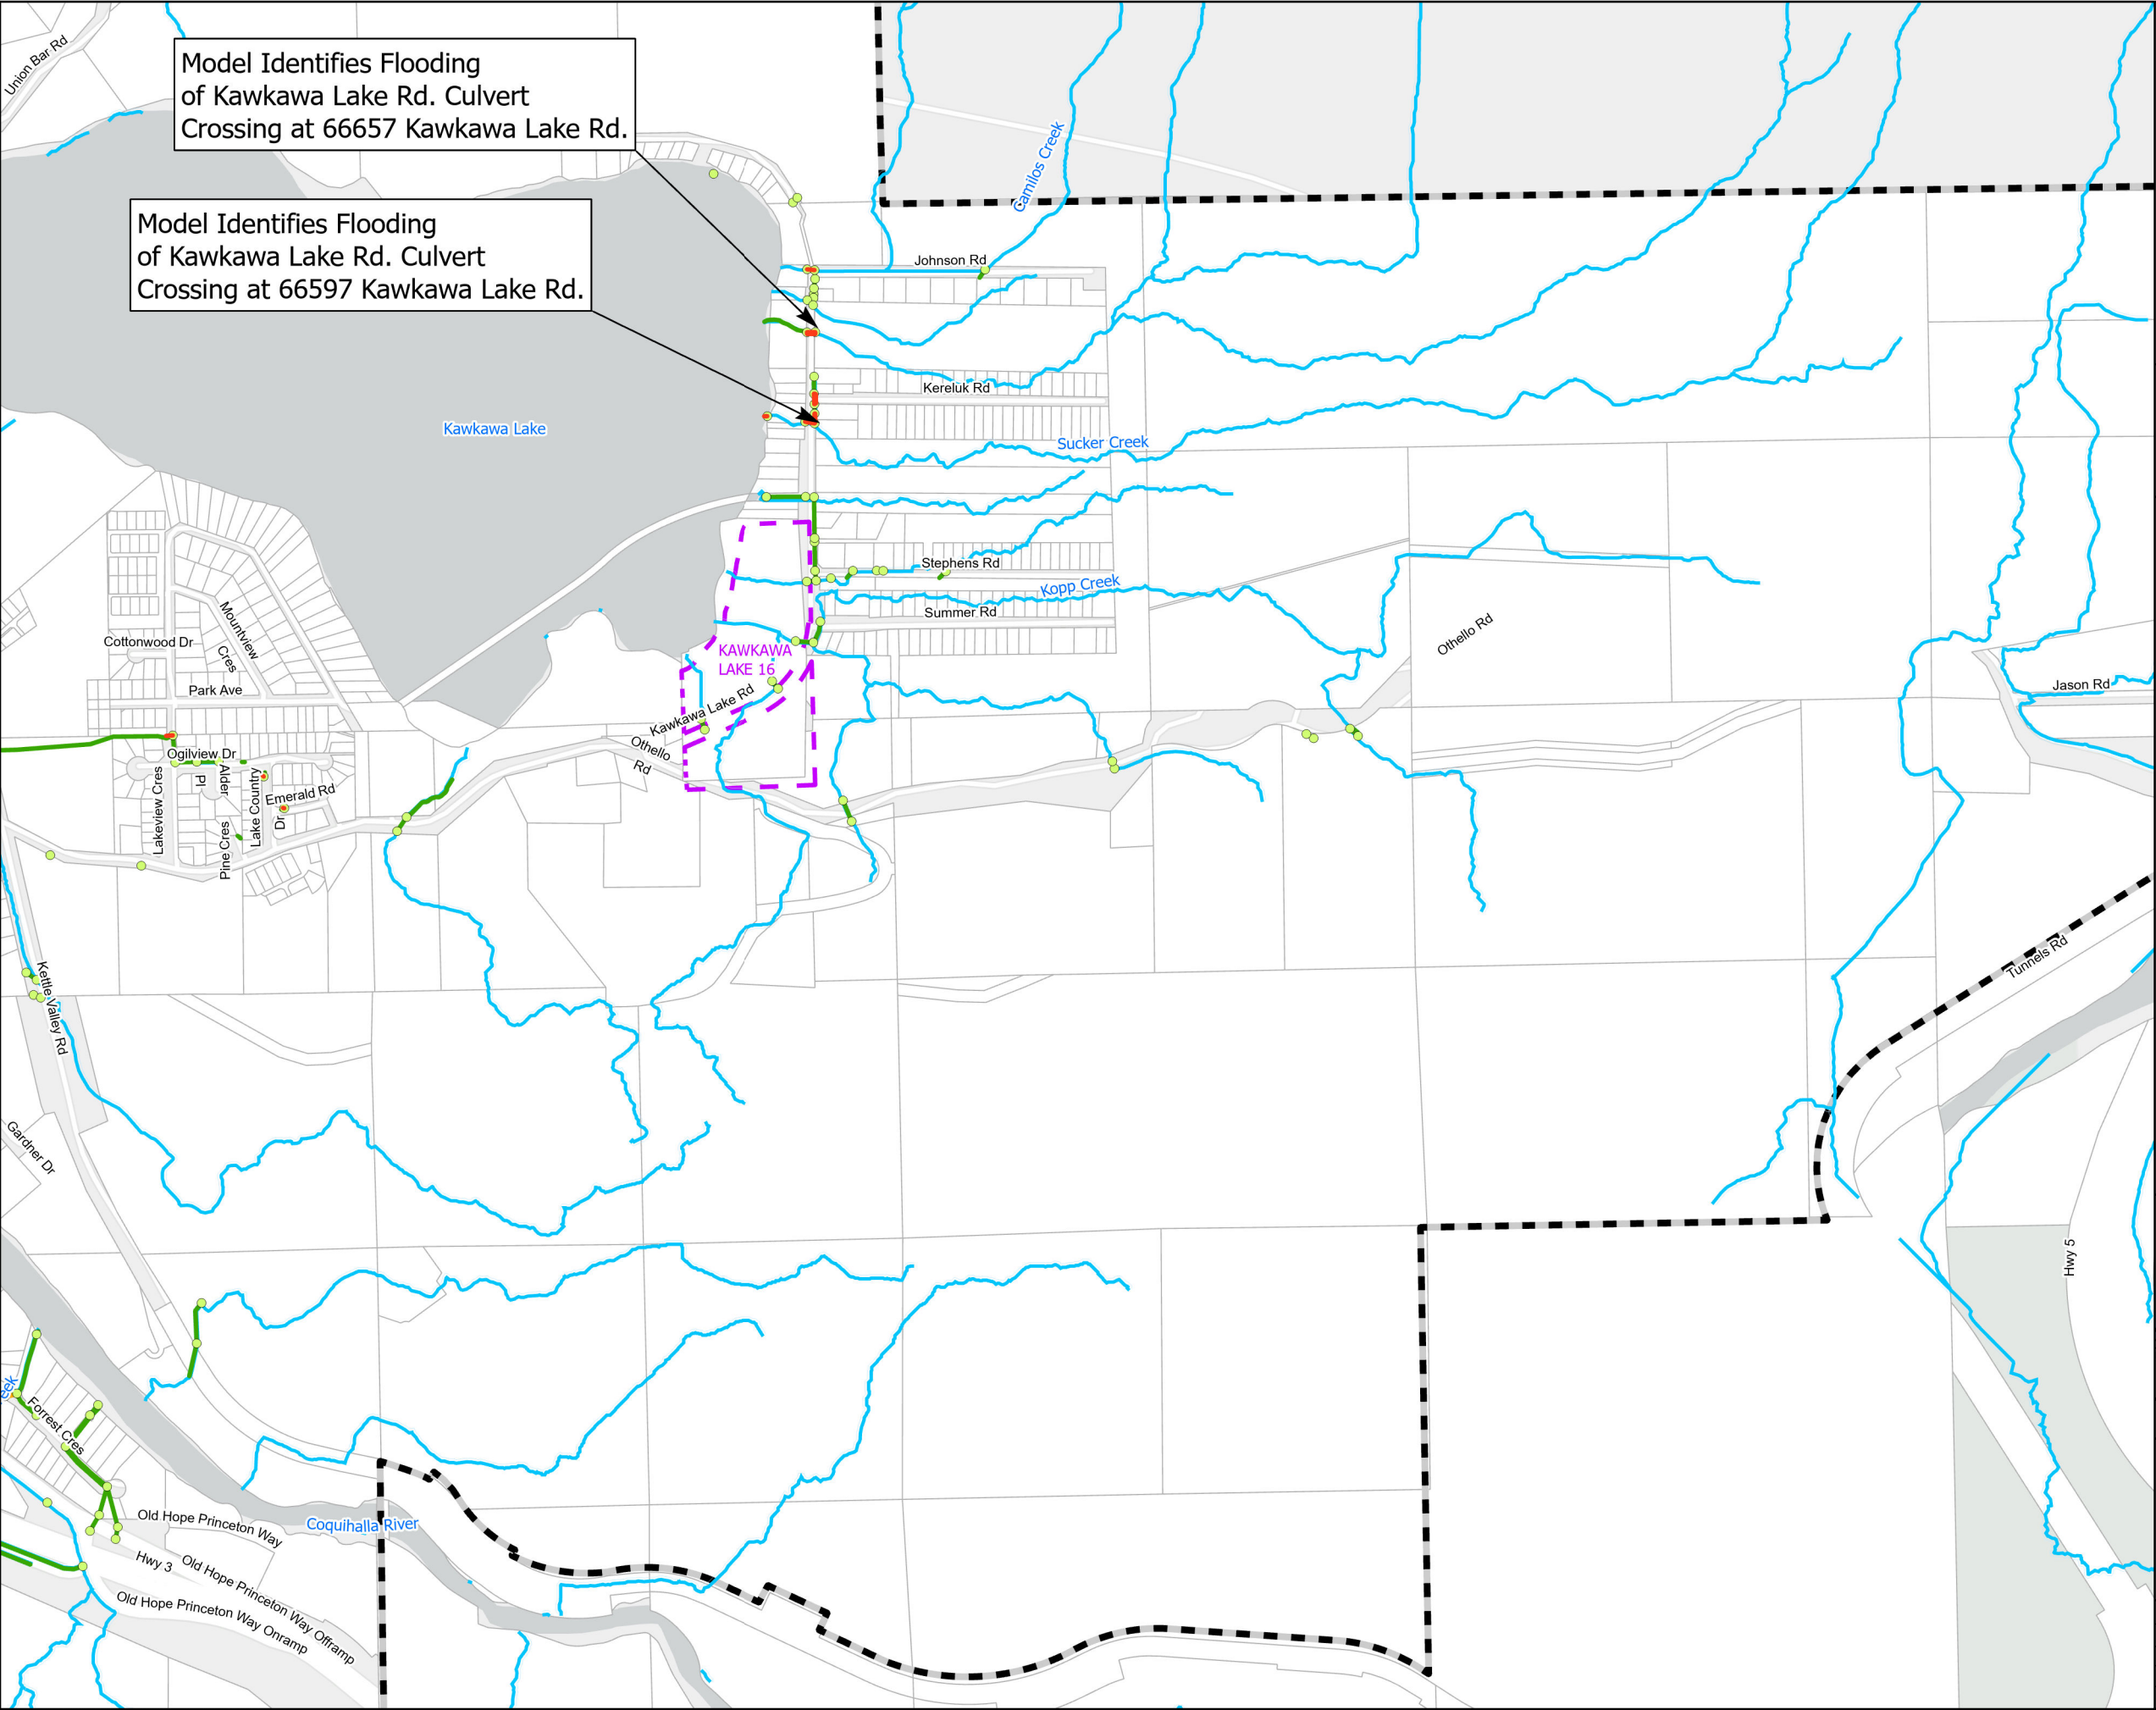 Union Bar Rd
Model Identifies Flooding
of Kawkawa Lake Rd. Culvert
Crossing at 66657 Kawkawa Lake Rd.
Camilos Creek
Model Identifies Flooding
of Kawkawa Lake Rd. Culvert
Crossing at 66597 Kawkawa Lake Rd.
Johnson Rd
Kereluk Rd
Kawkawa Lake
Sucker Creek
Stephens Rd
Kopp Creek
Summer Rd
Othello Rd
Cottonwood Dr
Mountview
Cres
KAWKAWA
LAKE 16
Park Ave
Jason Rd
Kawkawa Lake Rd
Othello
Rd
Ogilview Dr
Lakeview Cres
Pl
Alder
Lake Country
Dr
Emerald Rd
Pine Cres
Tunnels Rd
Kettle Valley Rd
Gardner Dr
Hwy 5
eek
Forrest Cres
Old Hope Princeton Way
Coquihalla River
Hwy 3
Old Hope Princeton Way Offramp
Old Hope Princeton Way Onramp